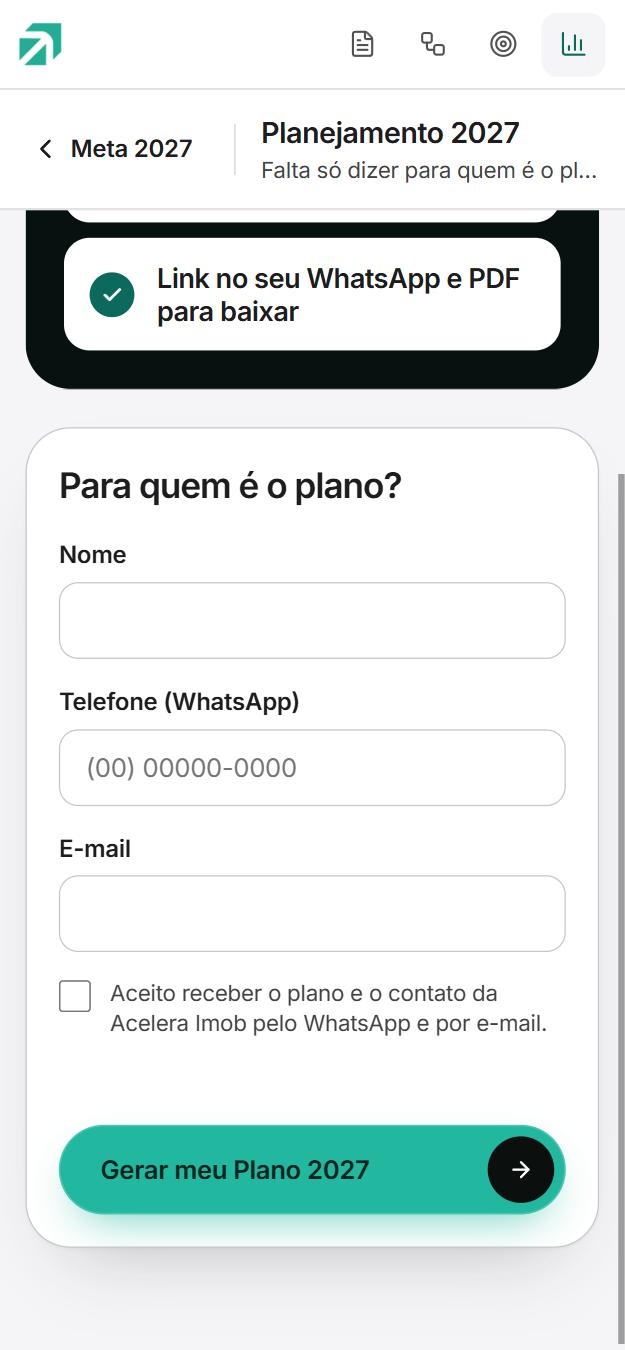 Meta 2027
Planejamento 2027
Falta só dizer para quem é o pl...
Link no seu WhatsApp e PDF
para baixar
Para quem é o plano?
Nome
Telefone (WhatsApp)
(00) 00000-0000
E-mail
Aceito receber o plano e o contato da
Acelera Imob pelo WhatsApp e por e-mail.
Gerar meu Plano 2027